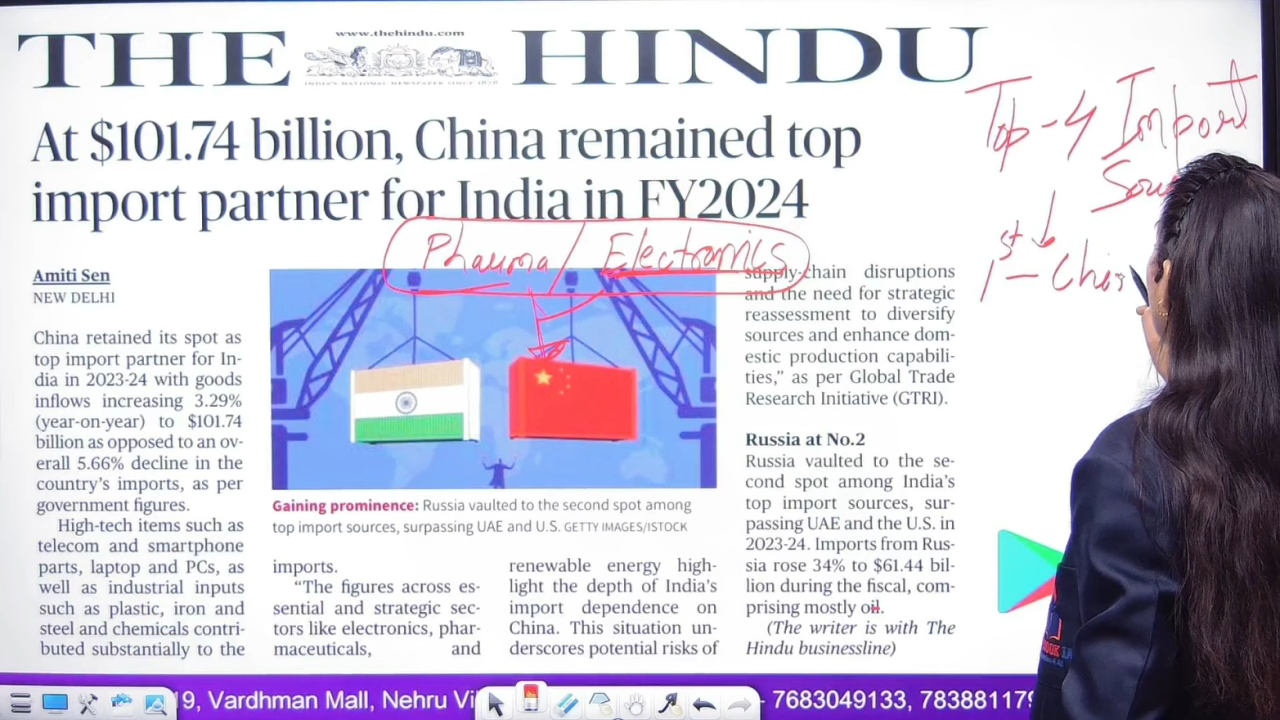 www.thehindu.com
THE HINDU
INDIA'S NATIONAL NEWSPAPER SINCE 1878
At $101.74 billion, China remained top
import partner for India in FY2024
Amiti Sen
NEW DELHI
China retained its spot as
top import partner for In-
dia in 2023-24 with goods
inflows increasing 3.29%
(year-on-year) to $101.74
billion as opposed to an ov-
erall 5.66% decline in the
country's imports, as per
government figures.
High-tech items such as
telecom and smartphone
parts, laptop and PCs, as
well as industrial inputs
such as plastic, iron and
steel and chemicals contri-
buted substantially to the
Pharma/ Electronics
Gaining prominence: Russia vaulted to the second spot among
top import sources, surpassing UAE and U.S. GETTY IMAGES/ISTOCK
imports.
"The figures across es-
sential and strategic sec-
tors like electronics, phar-
maceuticals, and
renewable energy high-
light the depth of India's
import dependence on
China. This situation un-
derscores potential risks of
supply-chain disruptions
and the need for strategic
reassessment to diversify
sources and enhance dom-
estic production capabili-
ties," as per Global Trade
Research Initiative (GTRI).
Russia at No.2
Russia vaulted to the se-
cond spot among India's
top import sources, sur-
passing UAE and the U.S. in
2023-24. Imports from Rus-
sia rose 34% to $61.44 bil-
lion during the fiscal, com-
prising mostly oil.
(The writer is with The
Hindu businessline)
Top-4 Import
Sou
1st - Chin
19, Vardhman Mall, Nehru Vi - 7683049133, 783881179